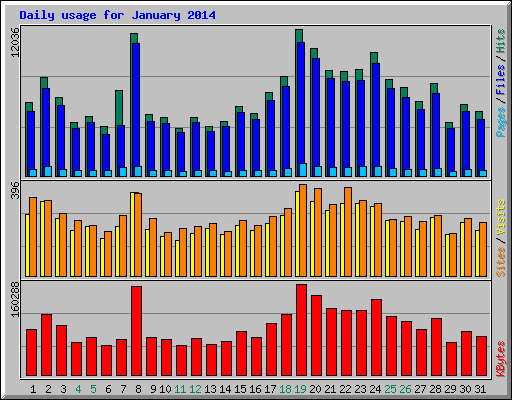 Daily usage for January 2014
12036
Pages / Files / Hits
396
Sites / Visits
160288
KBytes
1 2 3 4 5 6 7 8 9 10 11 12 13 14 15 16 17 18 19 20 21 22 23 24 25 26 27 28 29 30 31